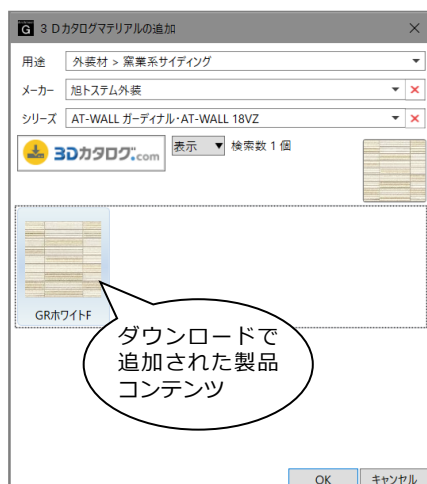 G 3Dカタログマテリアルの追加
用途 外装材 > 窯業系サイディング
メーカー 旭トステム外装
シリーズ AT-WALL ガーディナル・AT-WALL 18VZ
3Dカタログ.com 表示 検索数 1 個
GRホワイトF
ダウンロードで
追加された製品
コンテンツ
OK キャンセル